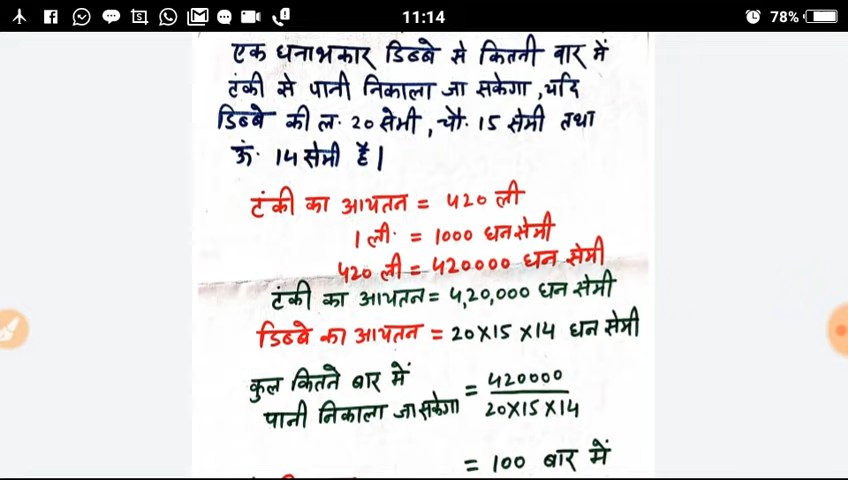 11:14
78%
एक घनाभकार डिब्बे से कितनी बार में
टंकी से पानी निकाला जा सकेगा, यदि
डिब्बे की ल. 20 सेमी, चौ. 15 सेमी तथा
ऊं. 14 सेमी है।
टंकी का आयतन = 420 ली
1 ली. = 1000 घन सेमी
420 ली = 420000 घन सेमी
टंकी का आयतन = 4,20,000 घन सेमी
डिब्बे का आयतन = 20×15×14 घन सेमी
कुल कितने बार में
पानी निकाला जा सकेगा = 420000
20×15×14
= 100 बार में